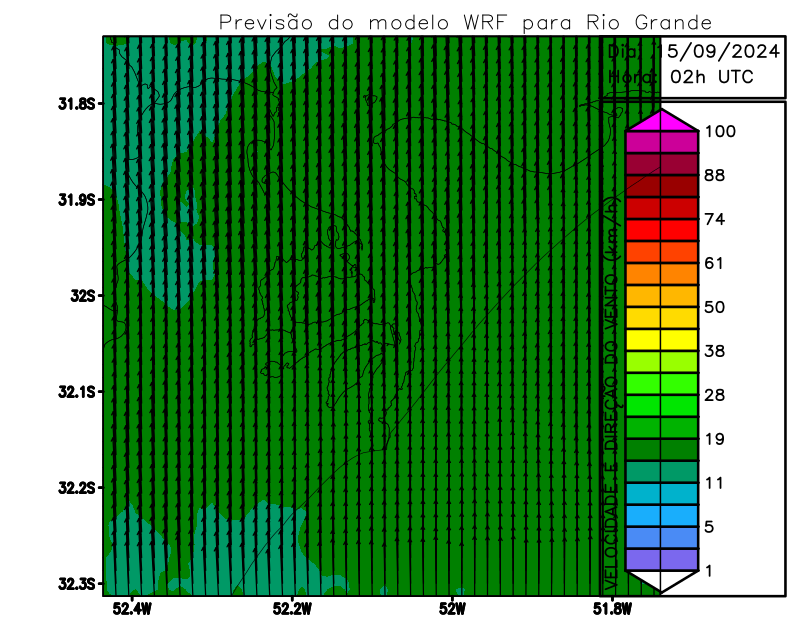 Previsão do modelo WRF para Rio Grande
Dia: 15/09/2024
Hora: 02h UTC
31.8S
31.9S
32S
32.1S
32.2S
32.3S
52.4W
52.2W
52W
51.8W
VELOCIDADE E DIREÇÃO DO VENTO (km/h)
100
88
74
61
50
38
28
19
11
5
1